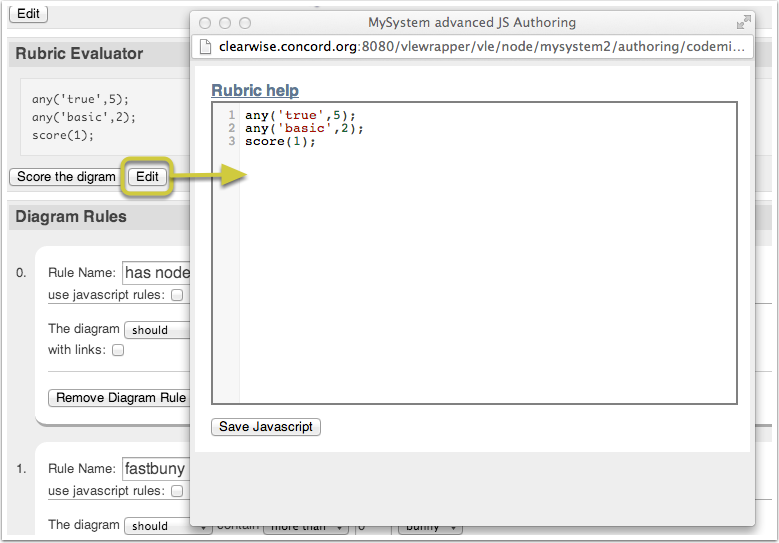 Edit
MySystem advanced JS Authoring
clearwise.concord.org:8080/vlewrapper/vle/node/mysystem2/authoring/codemi...
Rubric Evaluator
any('true',5);
any('basic',2);
score(1);
Score the digram
Edit
Rubric help
1 any('true',5);
2 any('basic',2);
3 score(1);
Save Javascript
Diagram Rules
0.
Rule Name: has node
use javascript rules:
The diagram should
with links:
Remove Diagram Rule
1.
Rule Name: fastbuny
use javascript rules:
The diagram should contain more than bunny